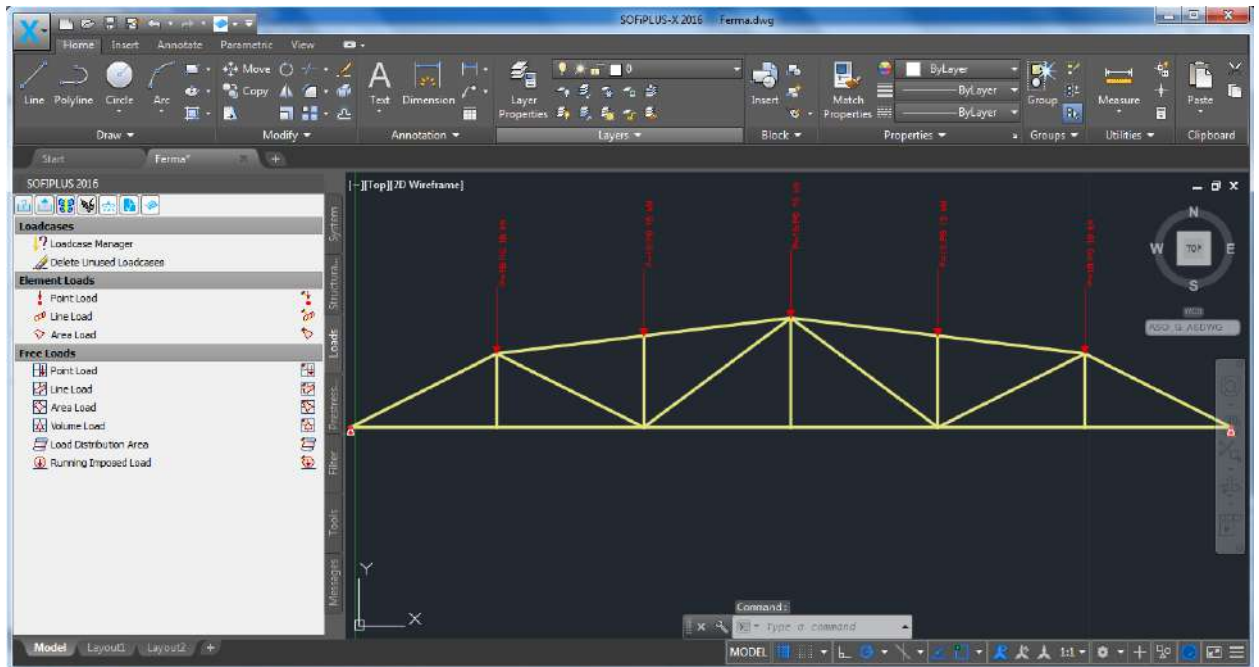 SOFiPLUS-X 2016 Ferma.dwg
Home Insert Annotate Parametric View
Line Polyline Circle Arc
Move
Copy
Text Dimension
Layer Properties
0
Insert
Match Properties
ByLayer
ByLayer
ByLayer
Group
Measure
Paste
Draw Modify Annotation Layers Block Properties Groups Utilities Clipboard
Start Ferma*
SOFiPLUS 2016
Loadcases
Loadcase Manager
Delete Unused Loadcases
Element Loads
Point Load
Line Load
Area Load
Free Loads
Point Load
Line Load
Area Load
Volume Load
Load Distribution Area
Running Imposed Load
System
Structura...
Loads
Prestress...
Filter
Tools
Messages
[-][Top][2D Wireframe]
N
W TOP E
S
Y
X
Command:
Type a command
Model Layout1 Layout2 +
MODEL 1:1